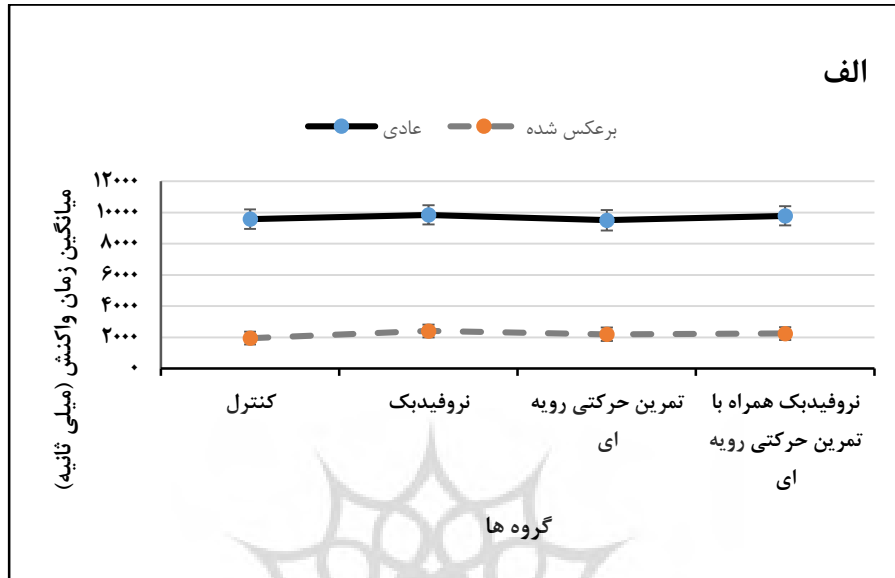 الف
عادی
برعکس شده
میانگین زمان واکنش (میلی ثانیه)
۱۲۰۰۰
۱۰۰۰۰
۸۰۰۰
۶۰۰۰
۴۰۰۰
۲۰۰۰
۰
کنترل
نروفیدبک
تمرین حرکتی رویه
ای
نروفیدبک همراه با
تمرین حرکتی رویه
ای
گروه ها